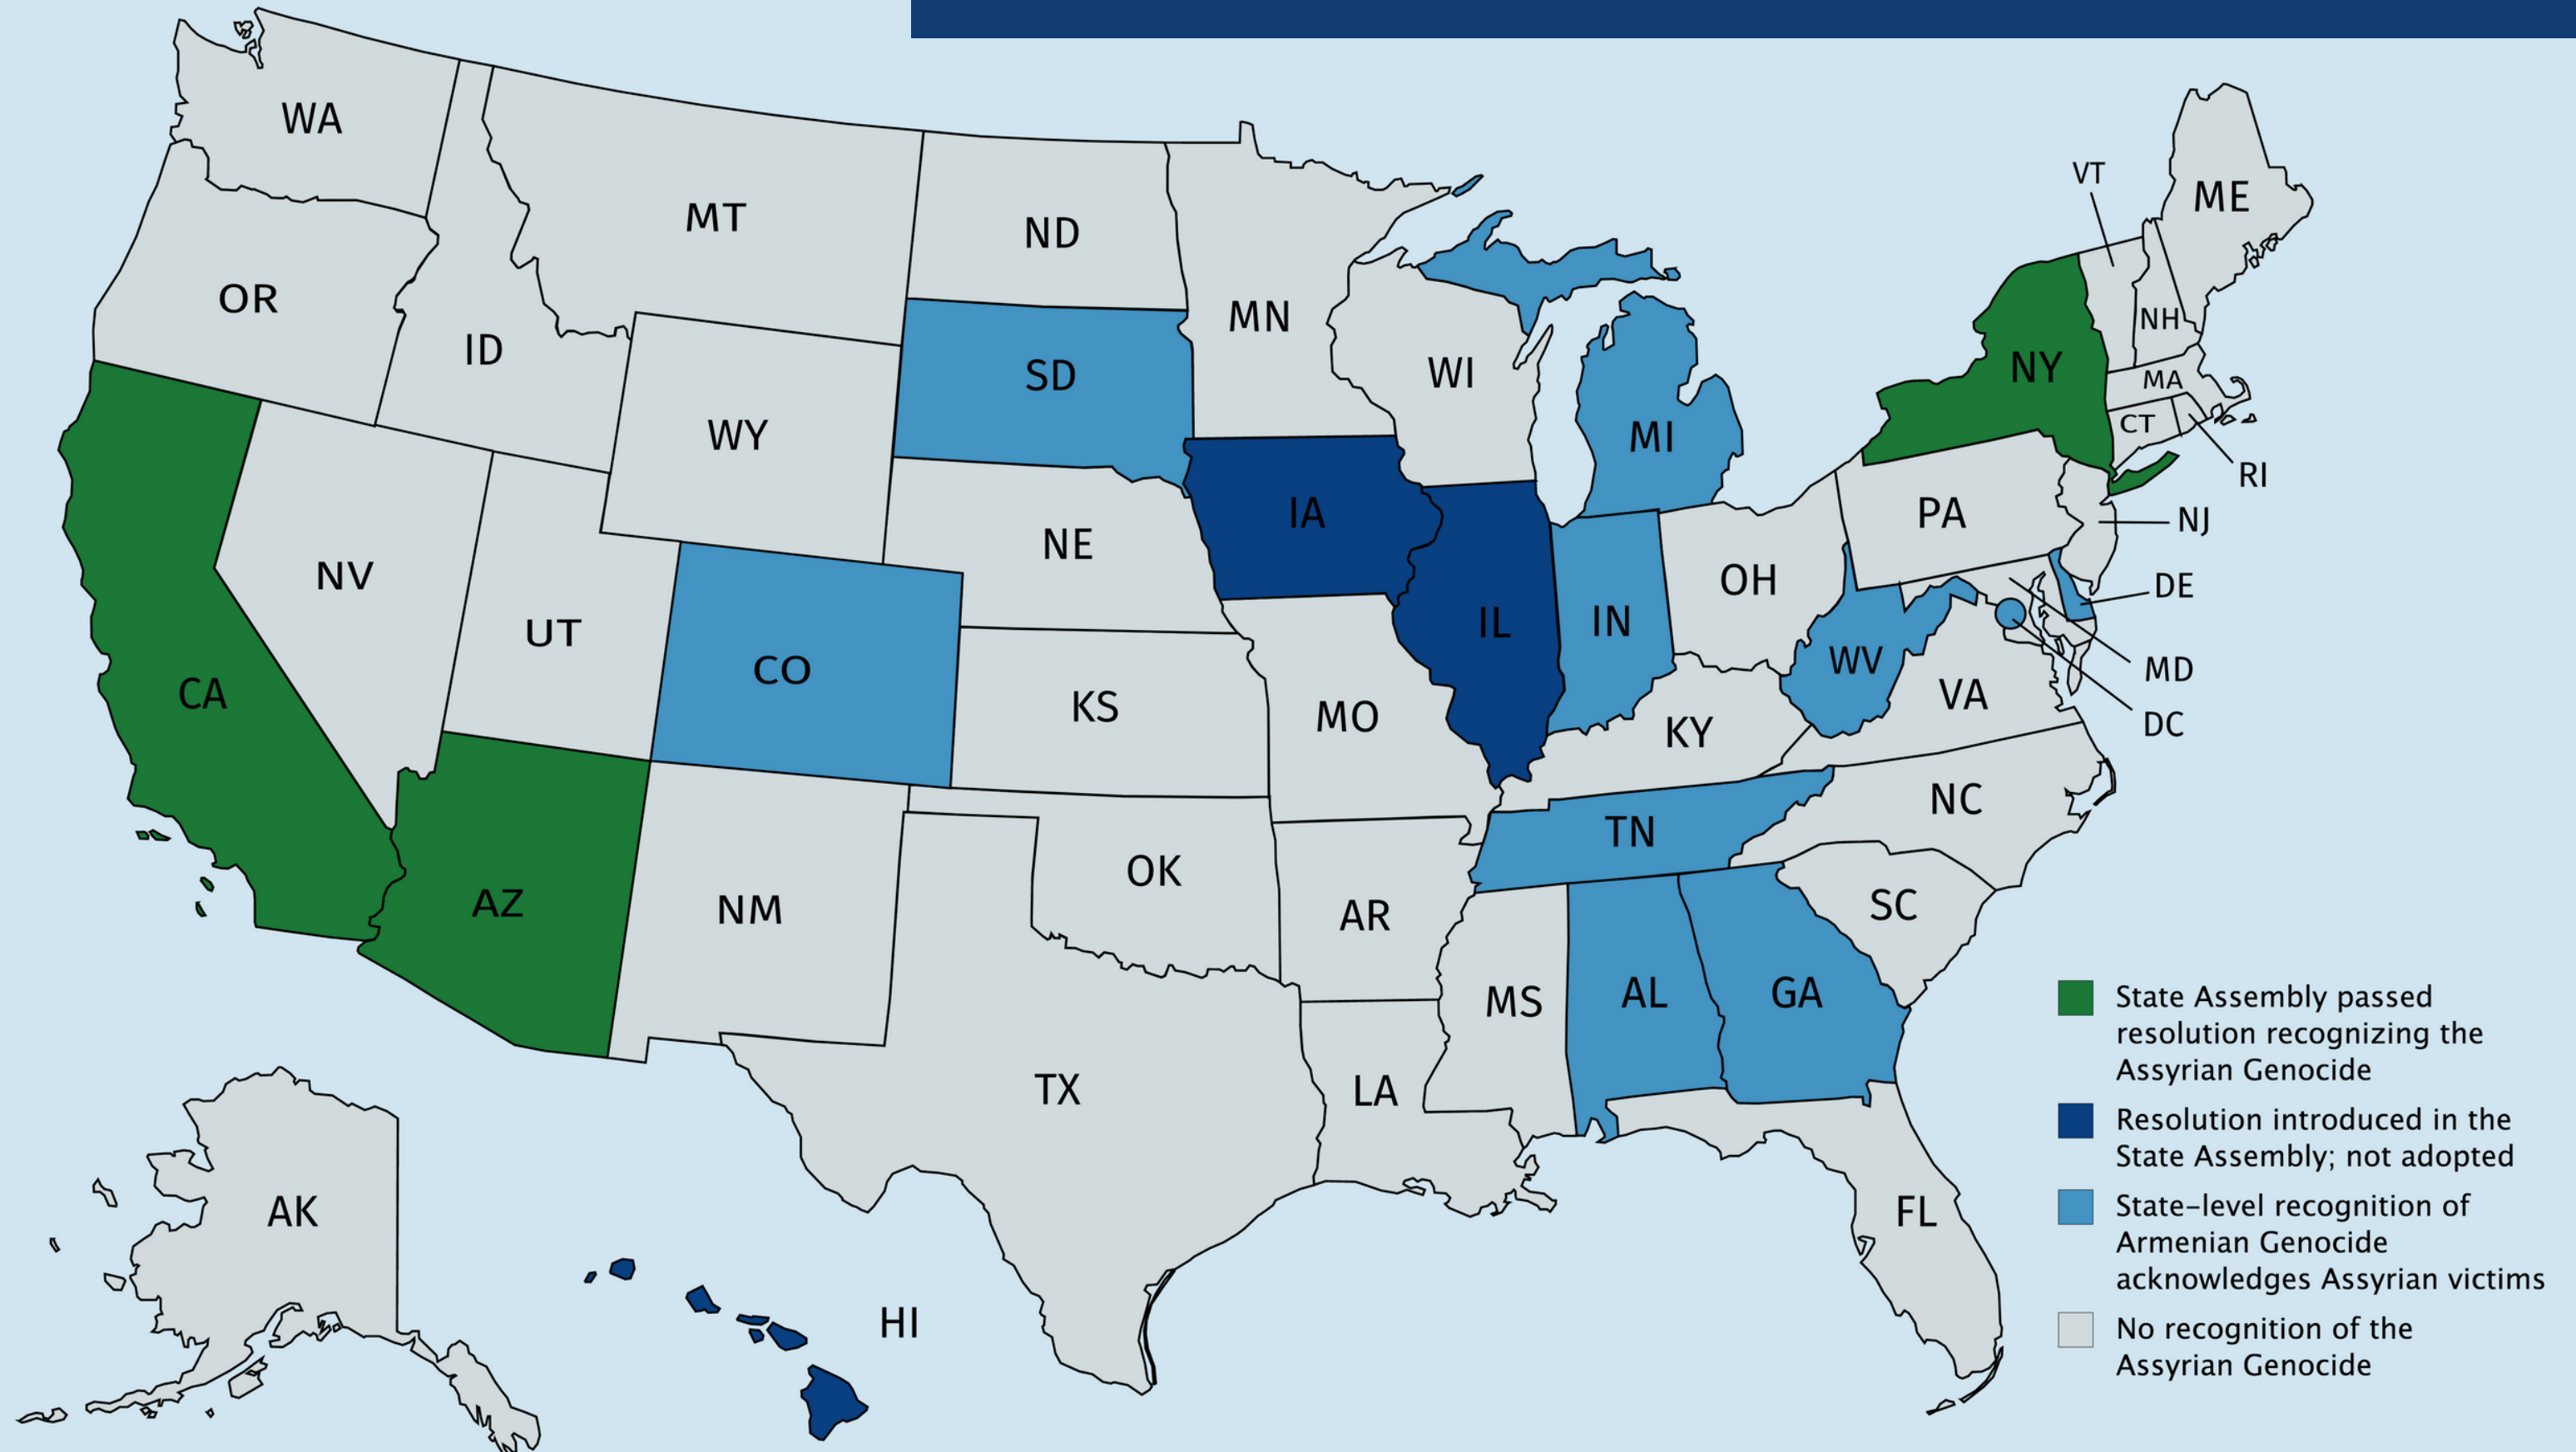 WA
MT
ND
MN
VT
ME
OR
ID
SD
WI
NH
NY
MA
WY
MI
CT
RI
IA
PA
NJ
NE
NV
OH
DE
UT
IL
IN
CO
WV
MD
CA
KS
MO
VA
DC
KY
NC
TN
OK
AZ
NM
AR
SC
MS
AL
GA
TX
LA
AK
FL
HI
State Assembly passed
resolution recognizing the
Assyrian Genocide
Resolution introduced in the
State Assembly; not adopted
State-level recognition of
Armenian Genocide
acknowledges Assyrian victims
No recognition of the
Assyrian Genocide